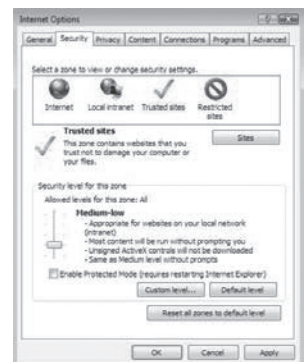 Internet Options
General Security Privacy Content Connections Programs Advanced
Select a zone to view or change security settings.
Internet Local intranet Trusted sites Restricted sites
Trusted sites
Sites
This zone contains websites that you
trust not to damage your computer or
your files.
Security level for this zone
Allowed levels for this zone: All
Medium-low
- Appropriate for websites on your local network
(intranet)
- Most content will be run without prompting you
- Unsigned ActiveX controls will not be downloaded
- Same as Medium level without prompts
Enable Protected Mode (requires restarting Internet Explorer)
Custom level... Default level
Reset all zones to default level
OK Cancel Apply